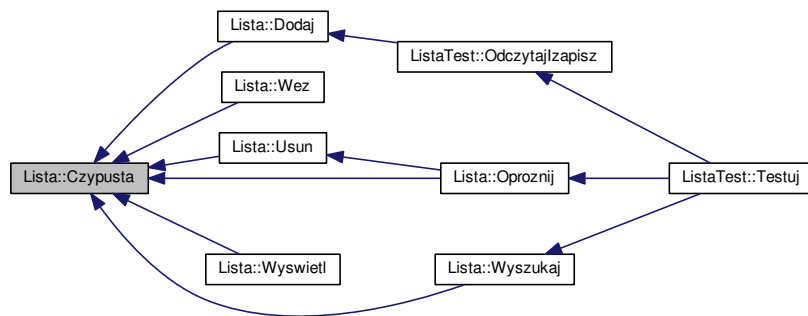 Lista::Dodaj
ListaTest::OdczytajIzapisz
Lista::Wez
Lista::Usun
Lista::Czypusta
Lista::Oproznij
ListaTest::Testuj
Lista::Wyswietl
Lista::Wyszukaj